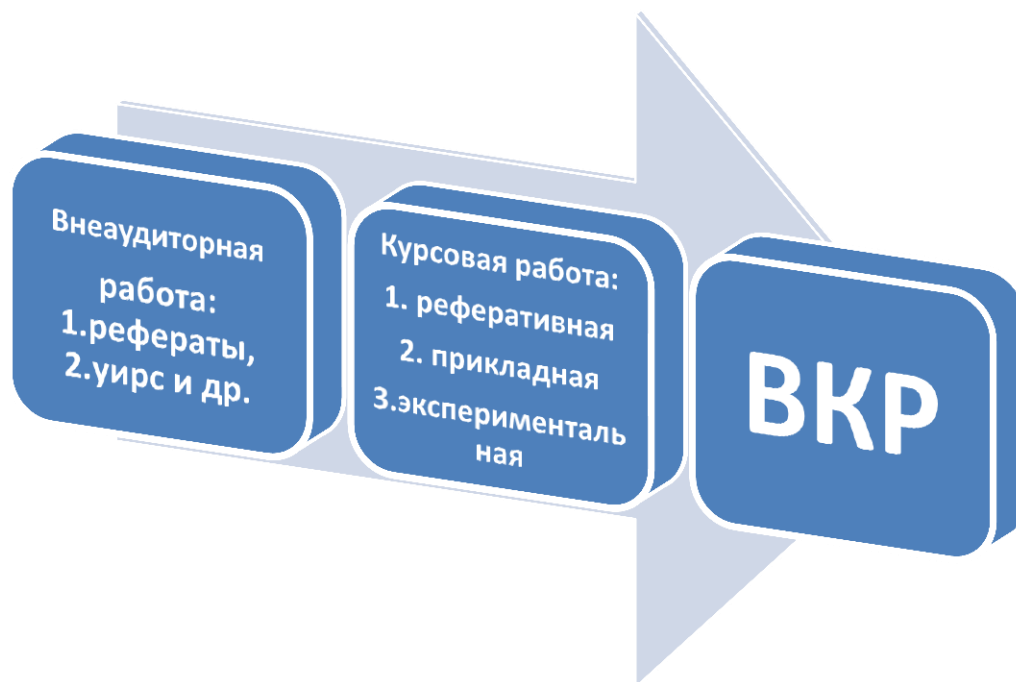 Внеаудиторная
работа:
1.рефераты,
2.уирс и др.
Курсовая работа:
1. реферативная
2. прикладная
3.эксперименталь
ная
ВКР